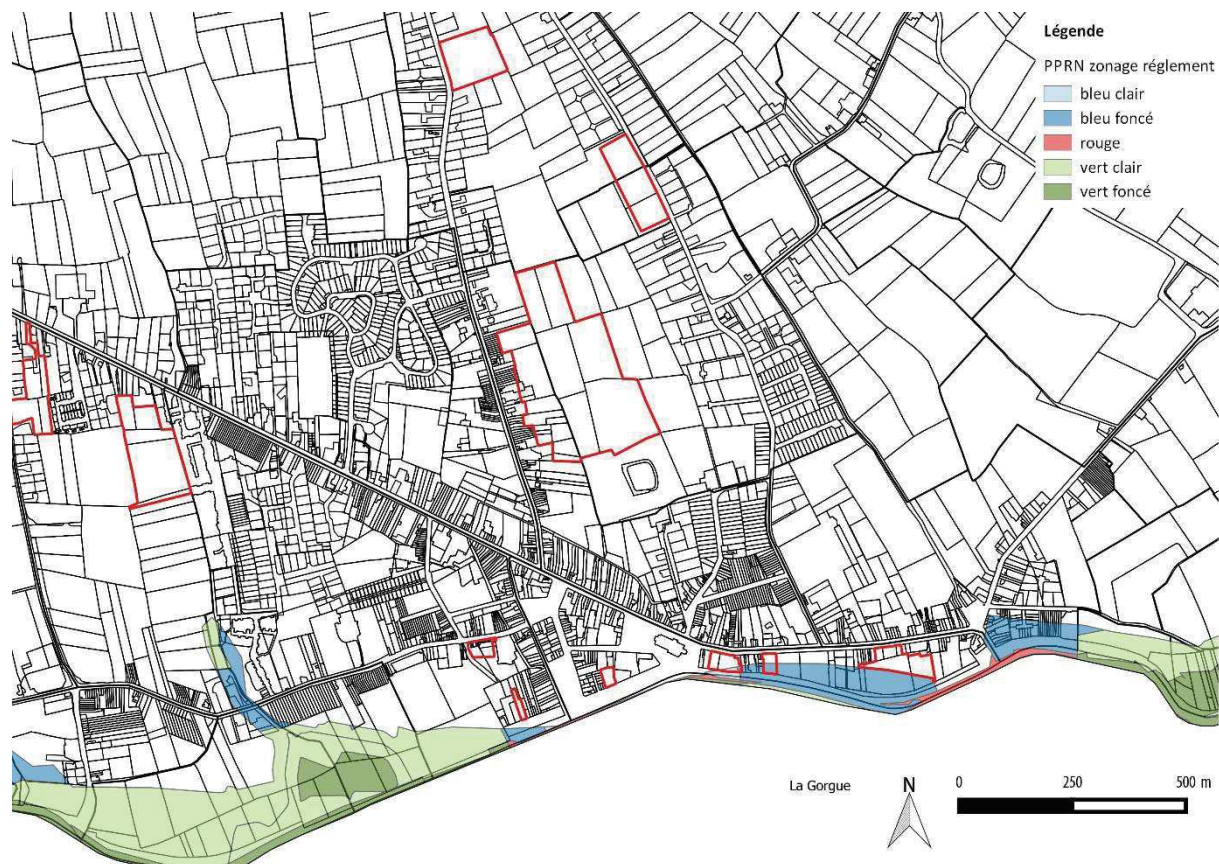 Légende
PPRN zonage réglement
bleu clair
bleu foncé
rouge
vert clair
vert foncé
La Gorgue
N
0 250 500 m